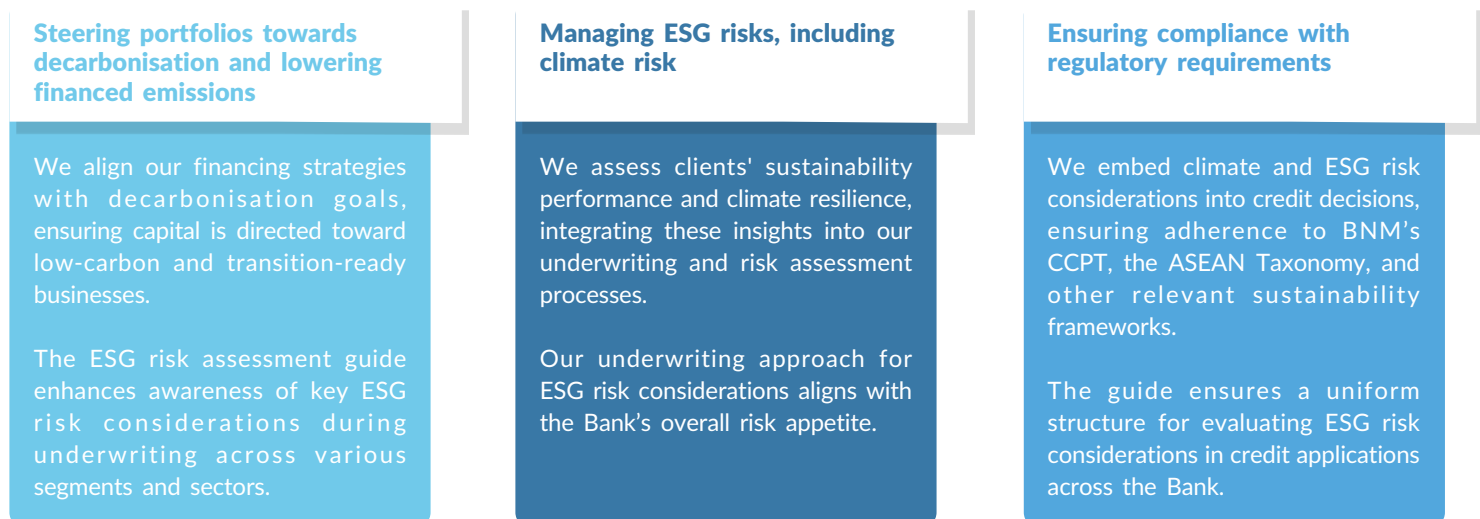 Steering portfolios towards
decarbonisation and lowering
financed emissions
We align our financing strategies
with decarbonisation goals,
ensuring capital is directed toward
low-carbon and transition-ready
businesses.
The ESG risk assessment guide
enhances awareness of key ESG
risk considerations during
underwriting across various
segments and sectors.
Managing ESG risks, including
climate risk
We assess clients' sustainability
performance and climate resilience,
integrating these insights into our
underwriting and risk assessment
processes.
Our underwriting approach for
ESG risk considerations aligns with
the Bank’s overall risk appetite.
Ensuring compliance with
regulatory requirements
We embed climate and ESG risk
considerations into credit decisions,
ensuring adherence to BNM’s
CCPT, the ASEAN Taxonomy, and
other relevant sustainability
frameworks.
The guide ensures a uniform
structure for evaluating ESG risk
considerations in credit applications
across the Bank.